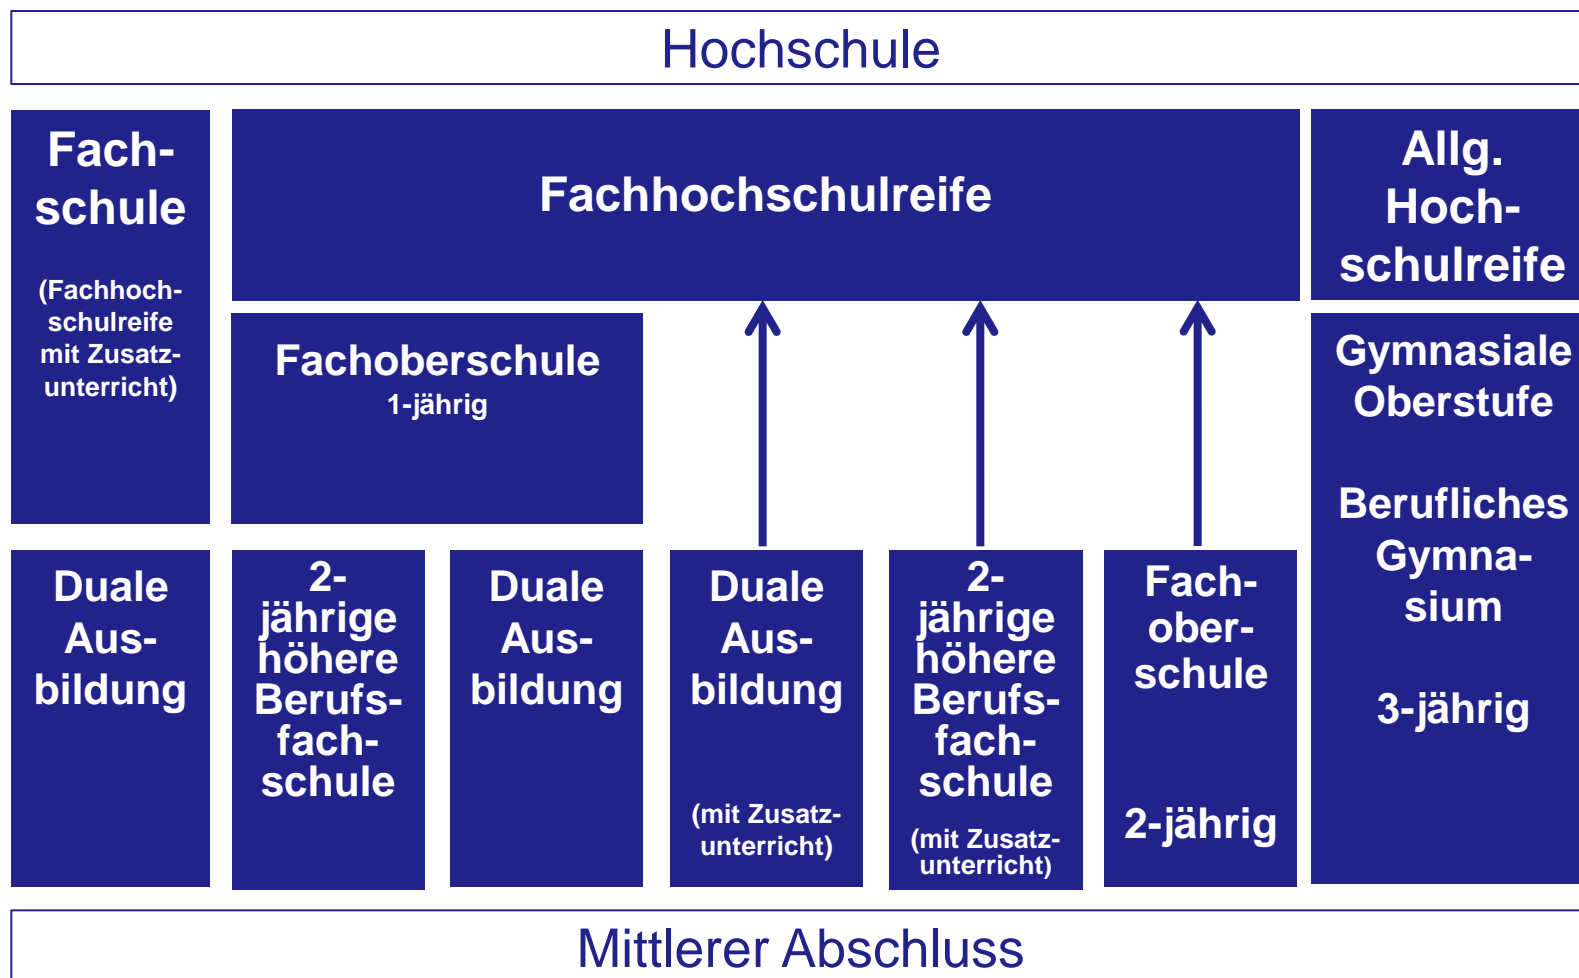 Hochschule
Fach-
schule
(Fachhoch-
schulreife
mit Zusatz-
unterricht)
Fachhochschulreife
Allg.
Hoch-
schulreife
Fachoberschule
1-jährig
Gymnasiale
Oberstufe
Berufliches
Gymna-
sium
3-jährig
Duale
Aus-
bildung
2-
jährige
höhere
Berufs-
fach-
schule
Duale
Aus-
bildung
Duale
Aus-
bildung
(mit Zusatz-
unterricht)
2-
jährige
höhere
Berufs-
fach-
schule
(mit Zusatz-
unterricht)
Fach-
ober-
schule
2-jährig
Mittlerer Abschluss